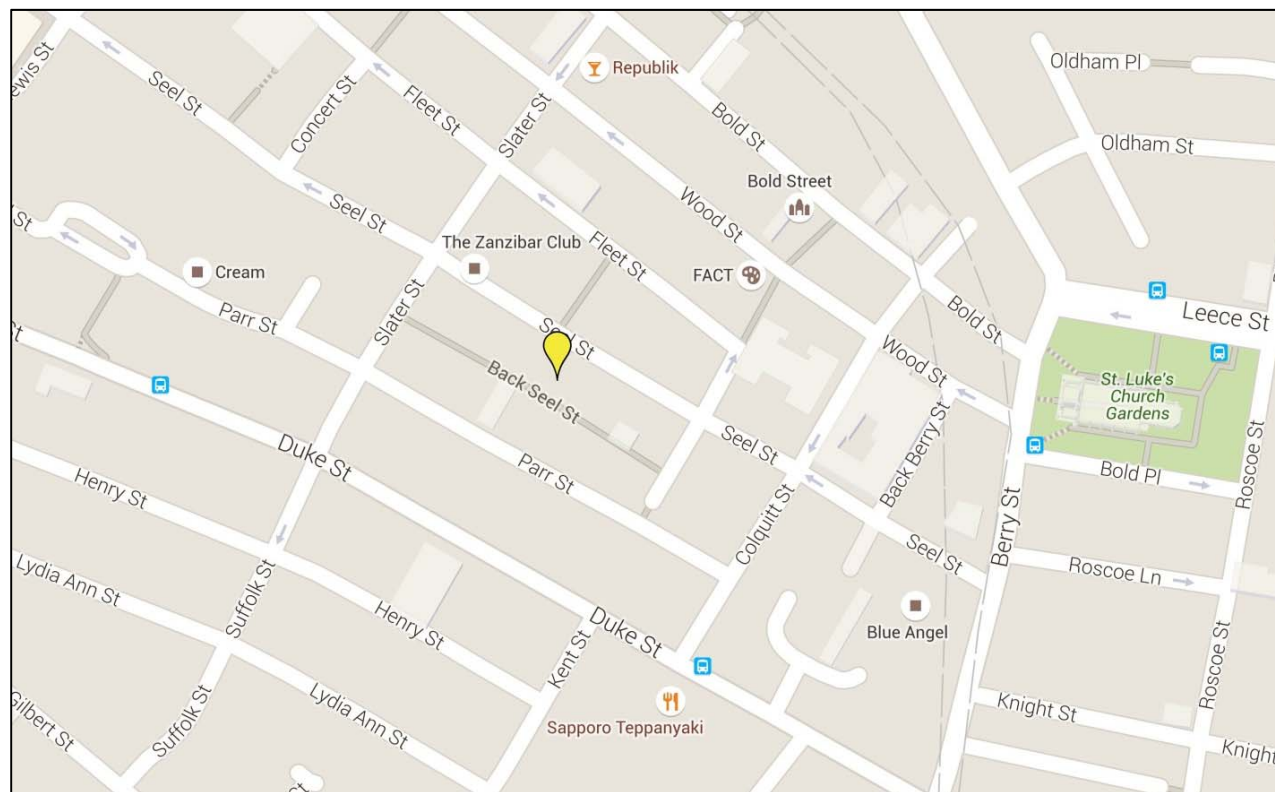 ewis St
Seel St
Concert St
Fleet St
Slater St
Republik
Bold St
Oldham Pl
Oldham St
Bold Street
Wood St
Seel St
The Zanzibar Club
Fleet St
FACT
St
Cream
Parr St
Slater St
Leece St
Bold St
St
Seel St
Back Seel St
Wood St
St. Luke's
Church
Gardens
Back Berry St
Seel St
Duke St
Parr St
Bold Pl
Roscoe St
Henry St
Colquitt St
Berry St
Seel St
Roscoe Ln
Lydia Ann St
Suffolk St
Henry St
Kent St
Duke St
Blue Angel
Roscoe St
Gilbert St
Suffolk St
Lydia Ann St
Sapporo Teppanyaki
Knight St
Knight